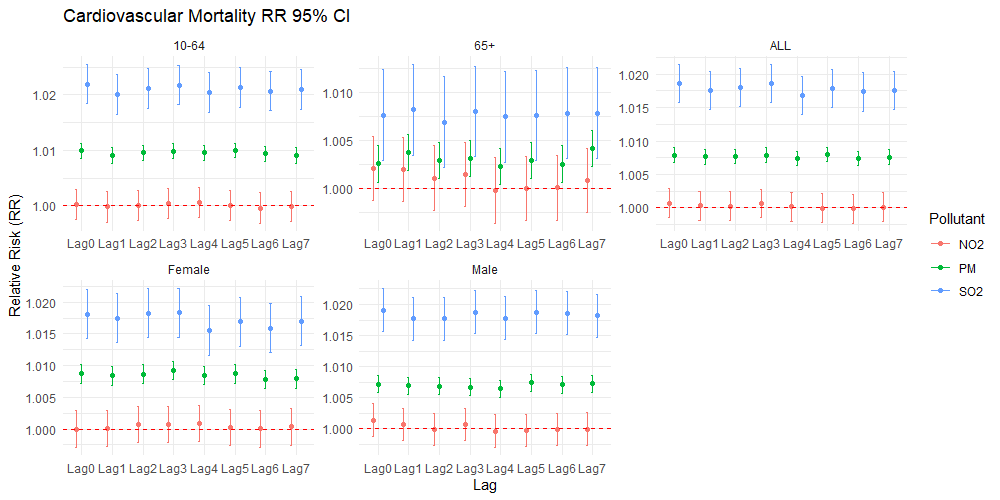 Cardiovascular Mortality RR 95% CI
10-64
65+
ALL
1.02
1.01
1.00
1.010
1.005
1.000
1.020
1.015
1.010
1.005
1.000
Lag0 Lag1 Lag2 Lag3 Lag4 Lag5 Lag6 Lag7
Lag0 Lag1 Lag2 Lag3 Lag4 Lag5 Lag6 Lag7
Lag0 Lag1 Lag2 Lag3 Lag4 Lag5 Lag6 Lag7
Relative Risk (RR)
Female
Male
1.020
1.015
1.010
1.005
1.000
1.020
1.015
1.010
1.005
1.000
Lag0 Lag1 Lag2 Lag3 Lag4 Lag5 Lag6 Lag7
Lag0 Lag1 Lag2 Lag3 Lag4 Lag5 Lag6 Lag7
Lag
Pollutant
NO2
PM
SO2